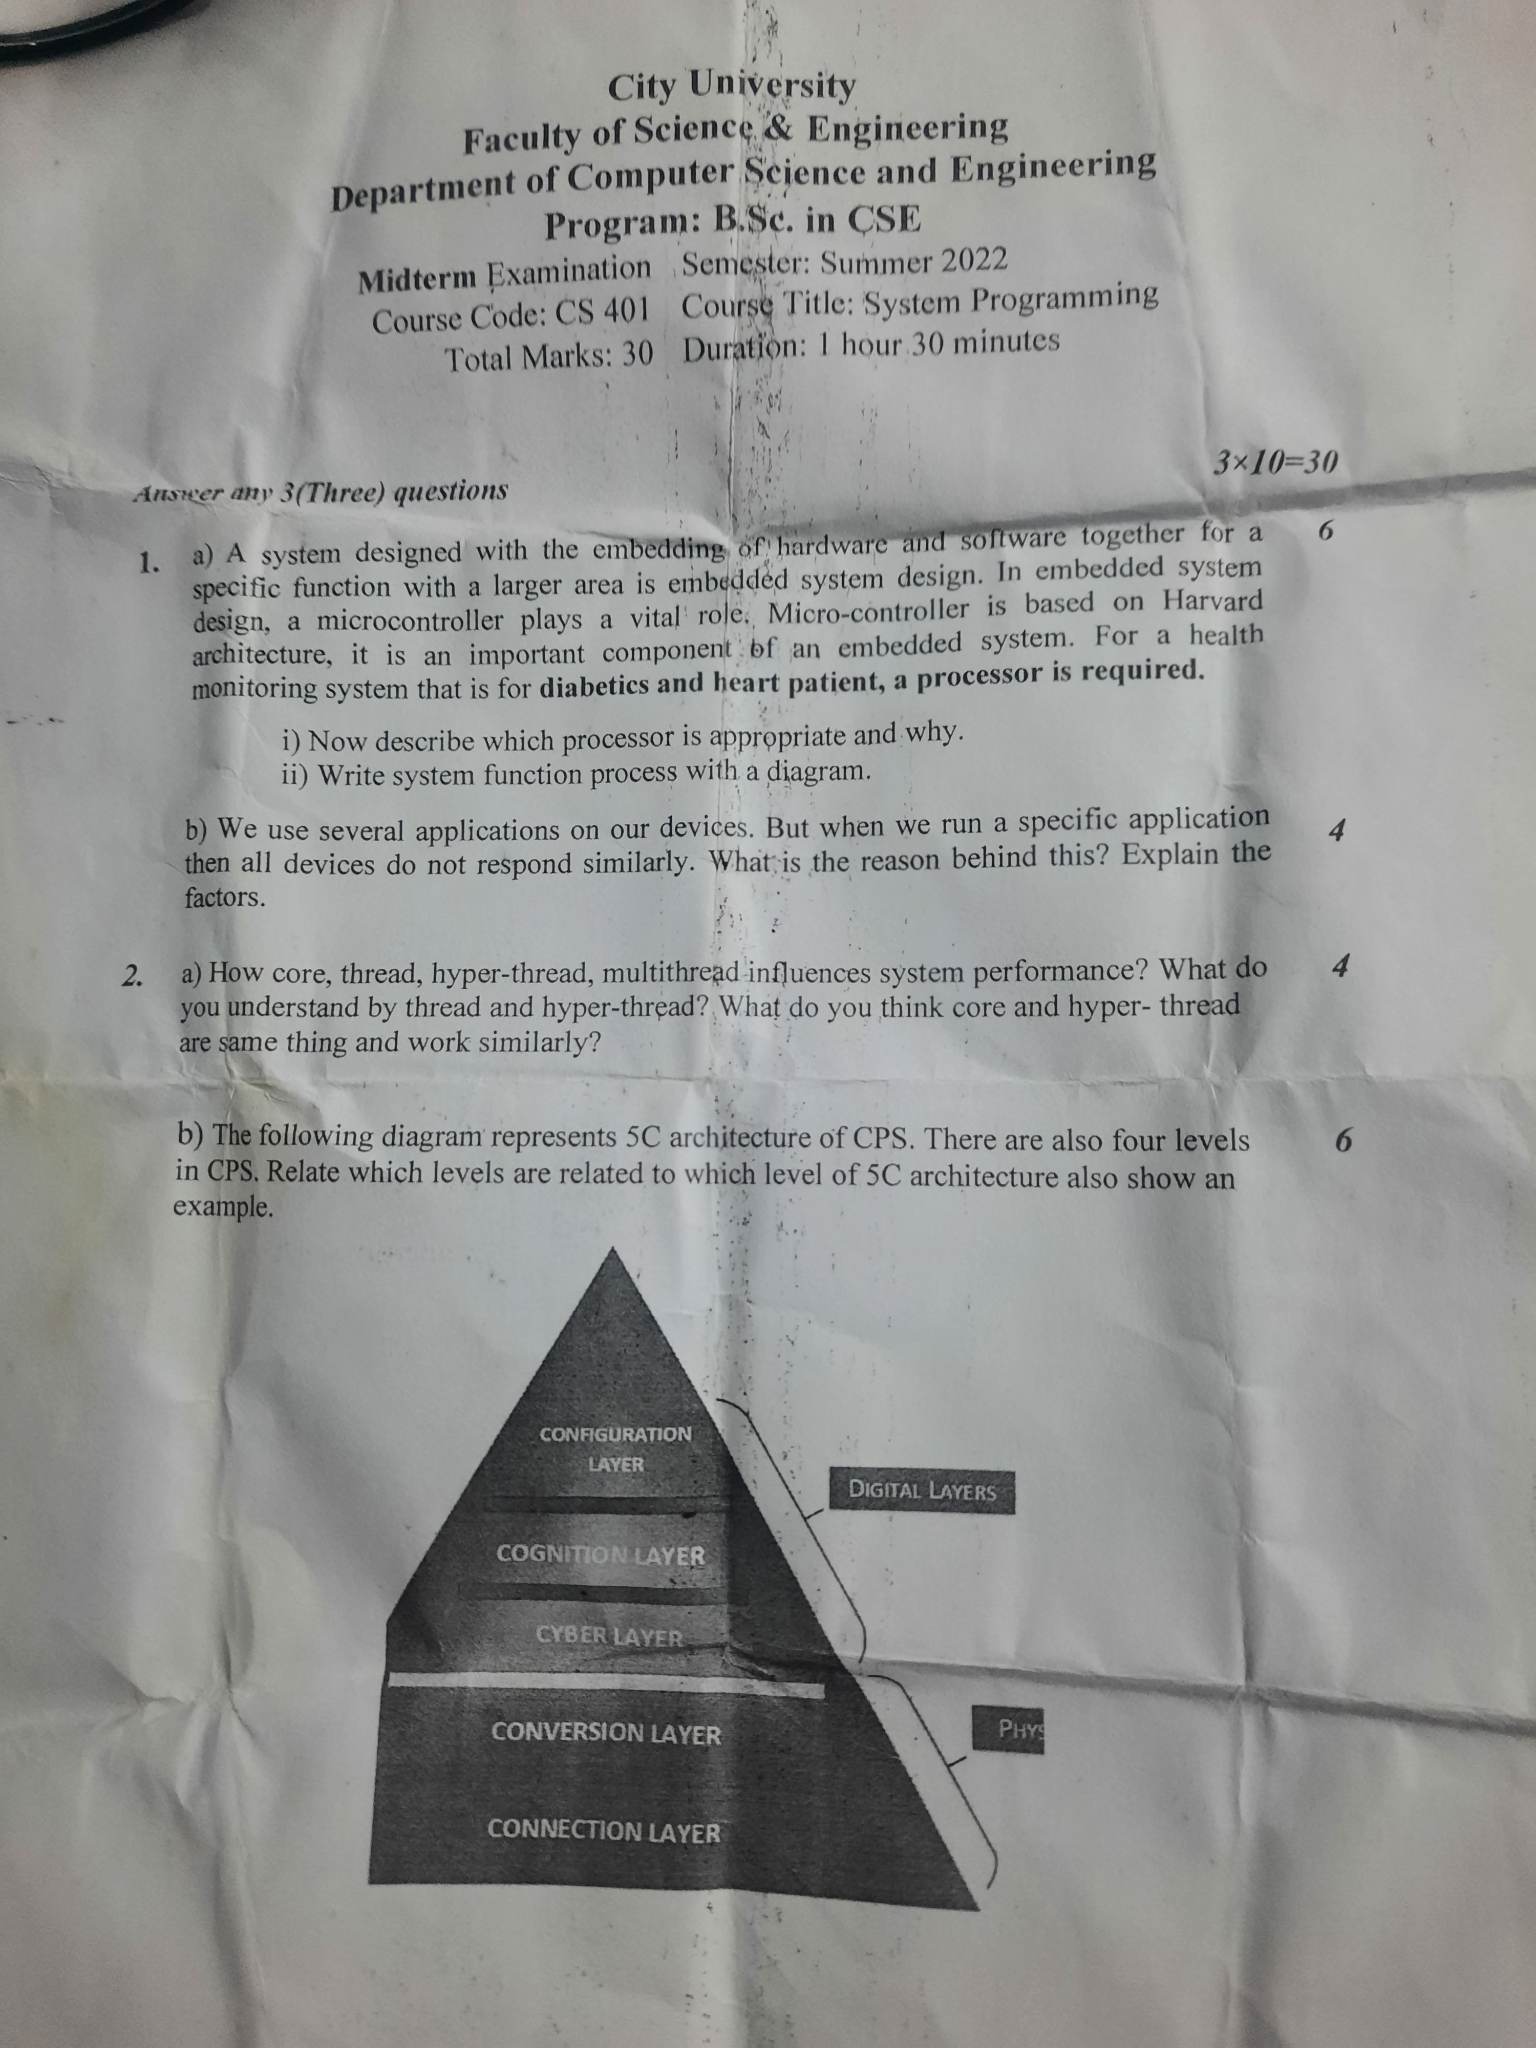 City University
Faculty of Science & Engineering
Department of Computer Science and Engineering
Program: B.Sc. in CSE
Midterm Examination Semester: Summer 2022
Course Code: CS 401 Course Title: System Programming
Total Marks: 30 Duration: 1 hour 30 minutes
3×10=30
Answer any 3(Three) questions
1. a) A system designed with the embedding of hardware and software together for a 6
specific function with a larger area is embedded system design. In embedded system
design, a microcontroller plays a vital role. Micro-controller is based on Harvard
architecture, it is an important component of an embedded system. For a health
monitoring system that is for diabetics and heart patient, a processor is required.
i) Now describe which processor is appropriate and why.
ii) Write system function process with a diagram.
b) We use several applications on our devices. But when we run a specific application 4
then all devices do not respond similarly. What is the reason behind this? Explain the
factors.
2. a) How core, thread, hyper-thread, multithread influences system performance? What do 4
you understand by thread and hyper-thread? What do you think core and hyper- thread
are same thing and work similarly?
b) The following diagram represents 5C architecture of CPS. There are also four levels 6
in CPS. Relate which levels are related to which level of 5C architecture also show an
example.
CONFIGURATION
LAYER
DIGITAL LAYERS
COGNITION LAYER
CYBER LAYER
CONVERSION LAYER
PHYS
CONNECTION LAYER